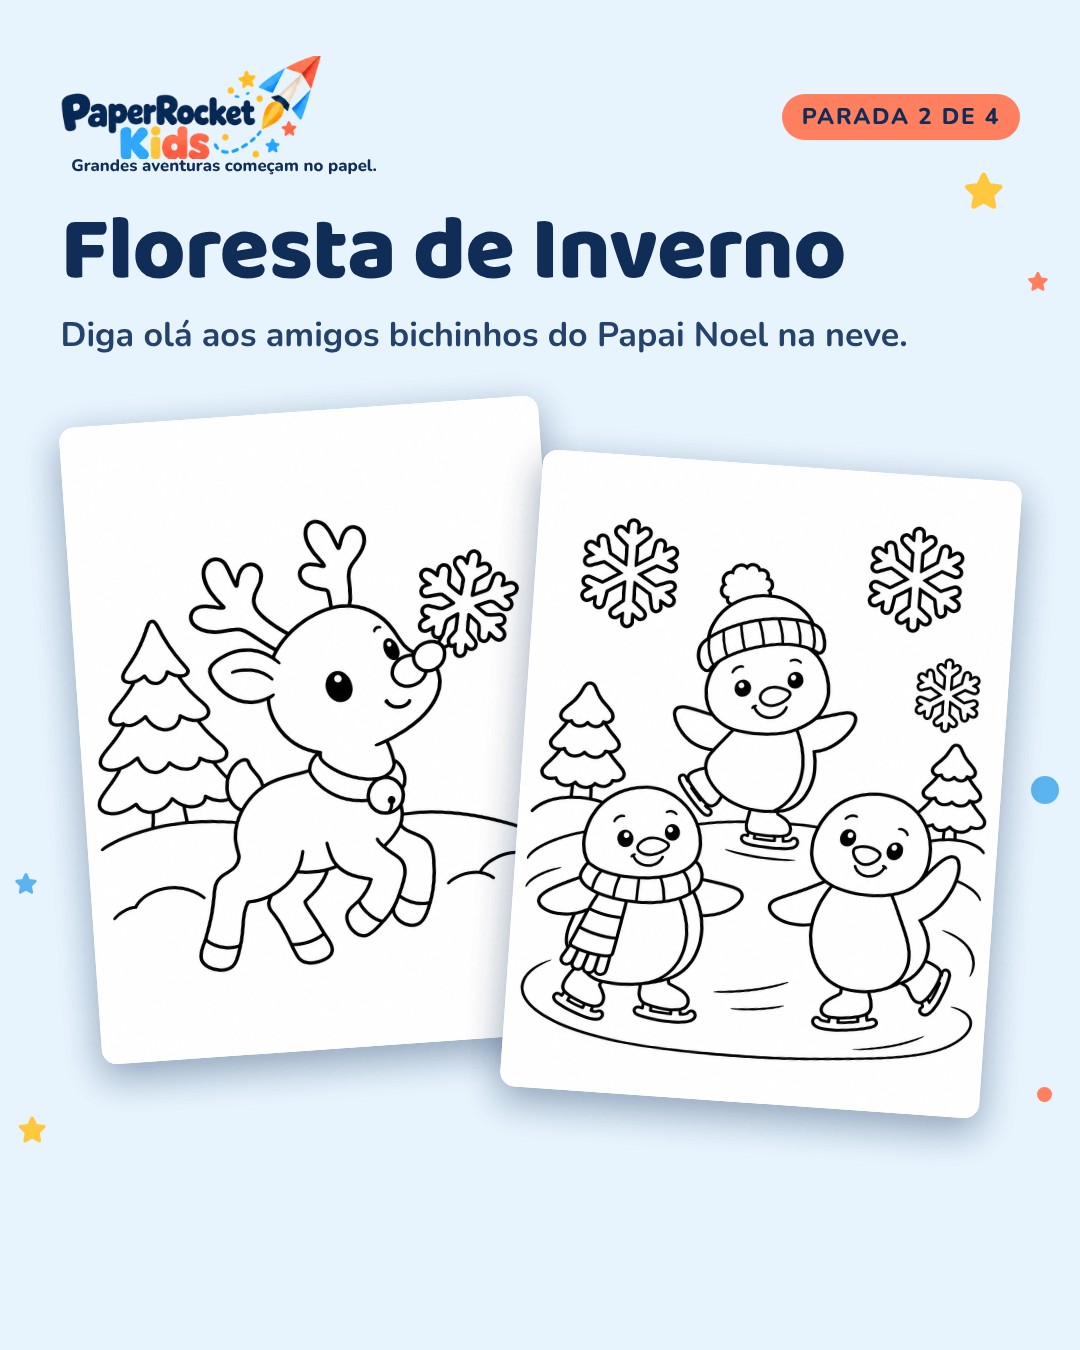 PaperRocket
Kids
Grandes aventuras começam no papel.
PARADA 2 DE 4
Floresta de Inverno
Diga olá aos amigos bichinhos do Papai Noel na neve.